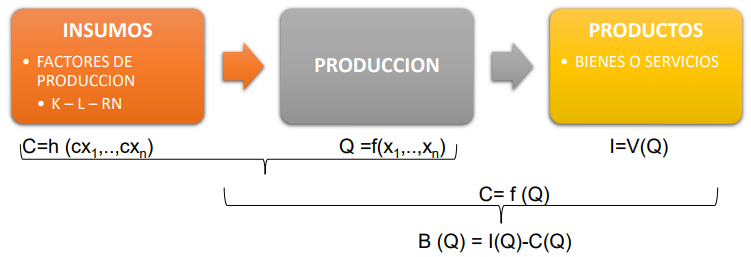 INSUMOS
• FACTORES DE
PRODUCCION
• K – L – RN
PRODUCCION
PRODUCTOS
• BIENES O SERVICIOS
C=h (cx₁,..,cxₙ)
Q =f(x₁,..,xₙ)
I=V(Q)
C= f (Q)
B (Q) = I(Q)-C(Q)